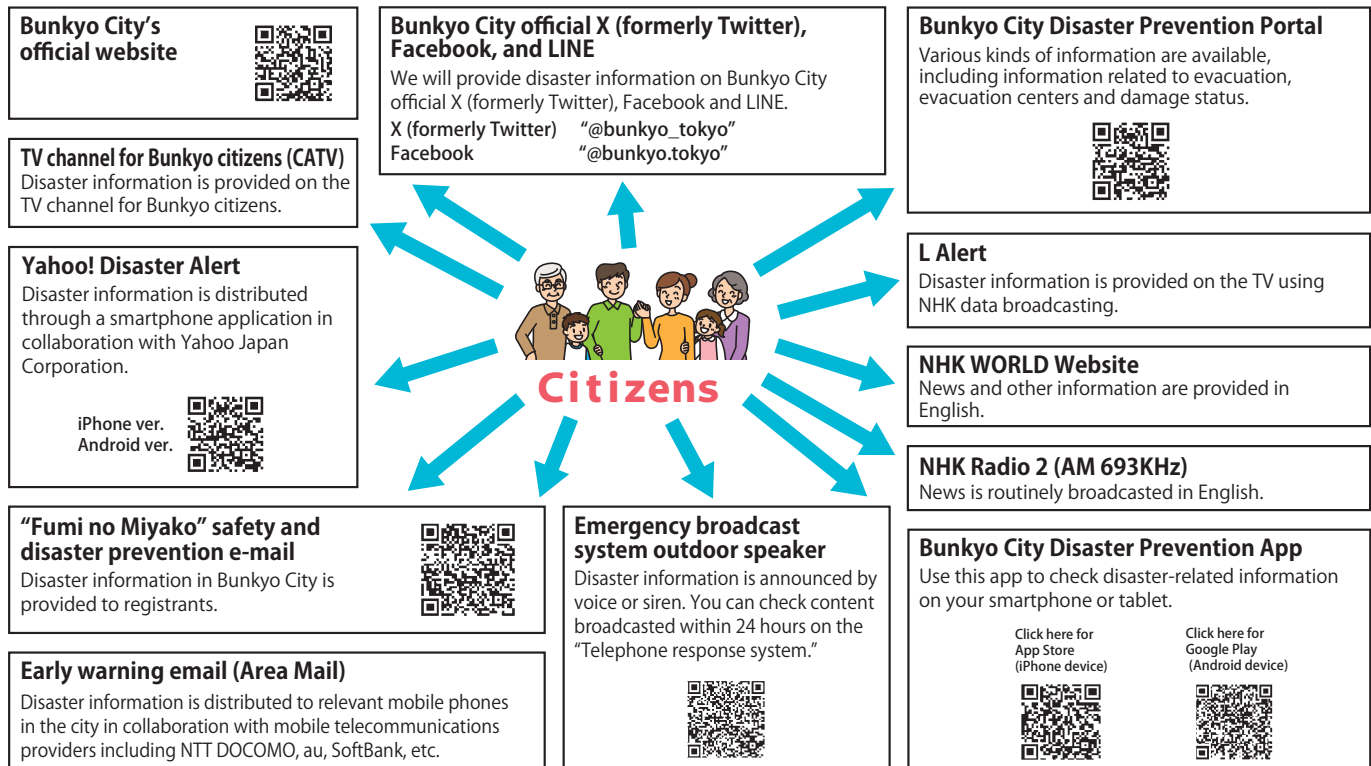 Bunkyo City's
official website
Bunkyo City official X (formerly Twitter),
Facebook, and LINE
We will provide disaster information on Bunkyo City
official X (formerly Twitter), Facebook and LINE.
X (formerly Twitter) “@bunkyo_tokyo”
Facebook “@bunkyo.tokyo”
Bunkyo City Disaster Prevention Portal
Various kinds of information are available,
including information related to evacuation,
evacuation centers and damage status.
TV channel for Bunkyo citizens (CATV)
Disaster information is provided on the
TV channel for Bunkyo citizens.
Yahoo! Disaster Alert
Disaster information is distributed
through a smartphone application in
collaboration with Yahoo Japan
Corporation.
iPhone ver.
Android ver.
Citizens
L Alert
Disaster information is provided on the TV using
NHK data broadcasting.
NHK WORLD Website
News and other information are provided in
English.
NHK Radio 2 (AM 693KHz)
News is routinely broadcasted in English.
“Fumi no Miyako” safety and
disaster prevention e-mail
Disaster information in Bunkyo City is
provided to registrants.
Early warning email (Area Mail)
Disaster information is distributed to relevant mobile phones
in the city in collaboration with mobile telecommunications
providers including NTT DOCOMO, au, SoftBank, etc.
Emergency broadcast
system outdoor speaker
Disaster information is announced by
voice or siren. You can check content
broadcasted within 24 hours on the
“Telephone response system.”
Bunkyo City Disaster Prevention App
Use this app to check disaster-related information
on your smartphone or tablet.
Click here for
App Store
(iPhone device)
Click here for
Google Play
(Android device)